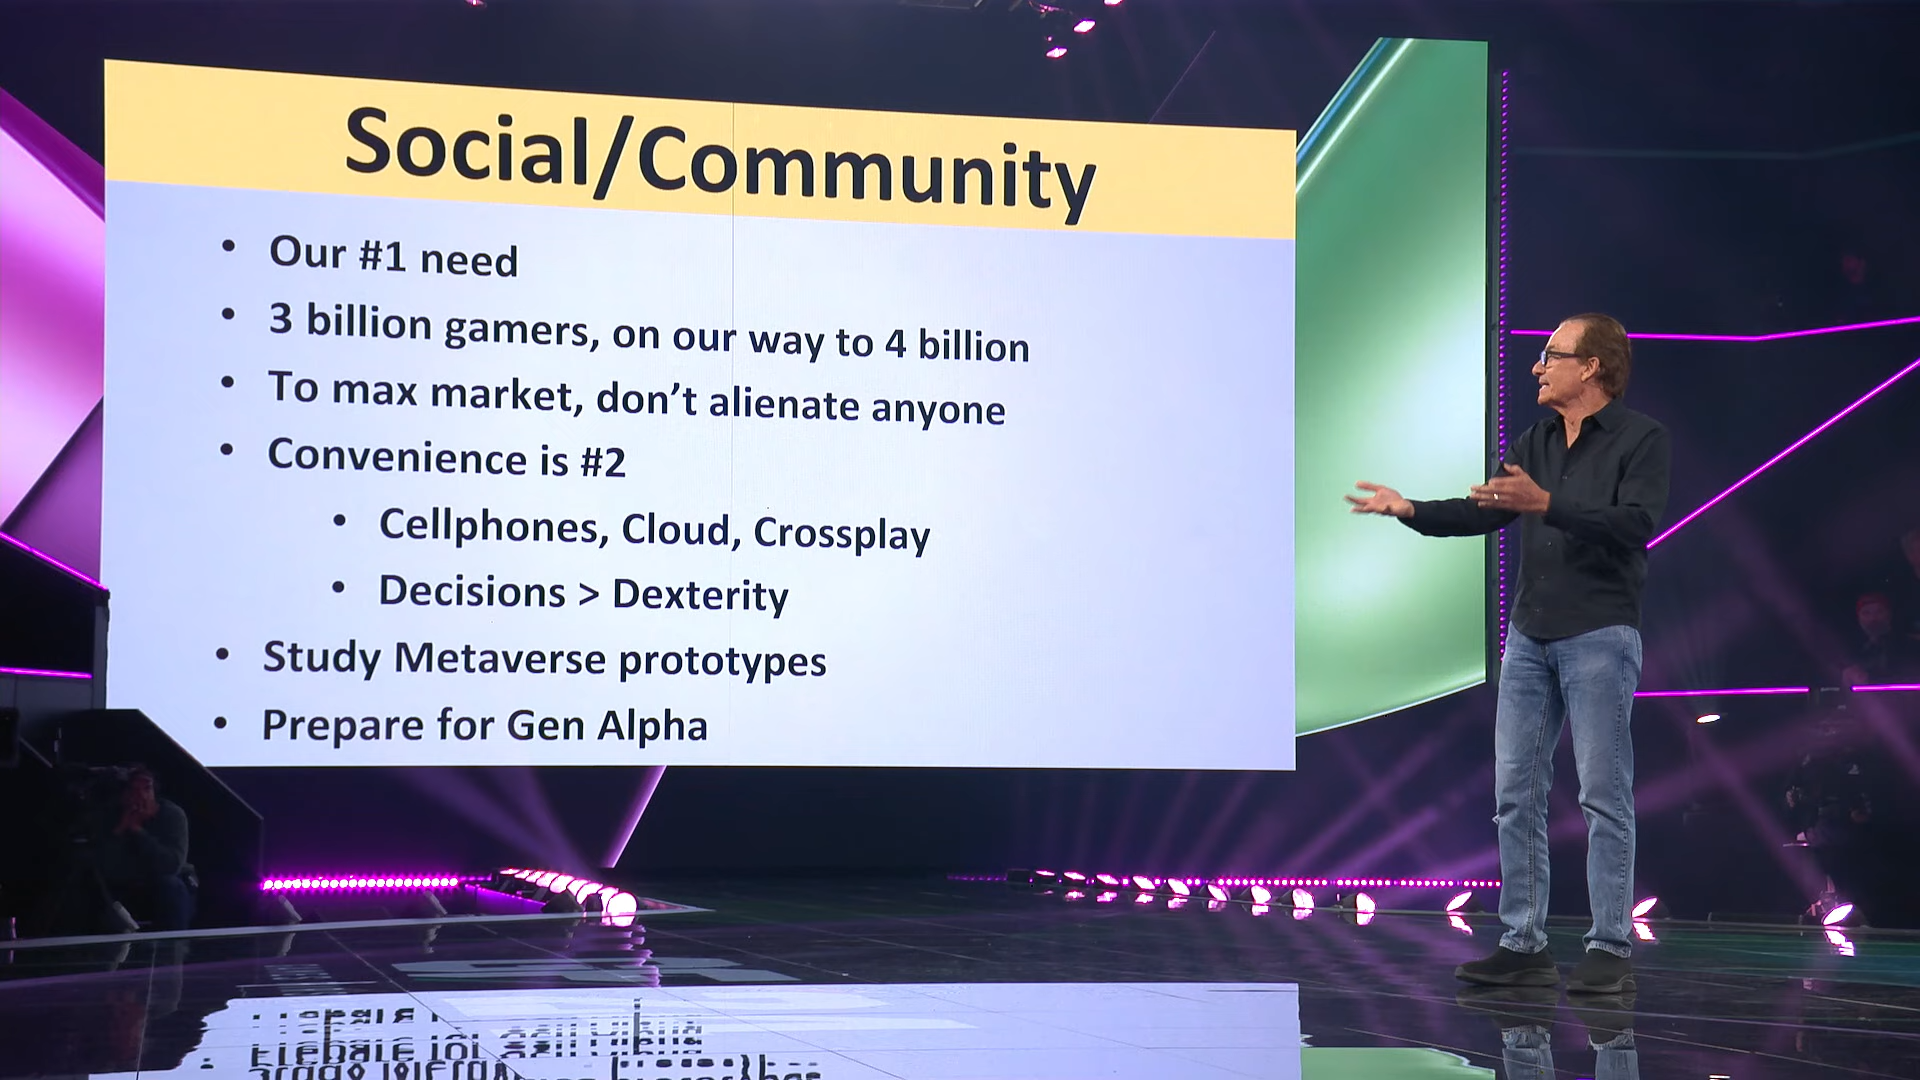 Social/Community
• Our #1 need
• 3 billion gamers, on our way to 4 billion
• To max market, don’t alienate anyone
• Convenience is #2
• Cellphones, Cloud, Crossplay
• Decisions > Dexterity
• Study Metaverse prototypes
• Prepare for Gen Alpha